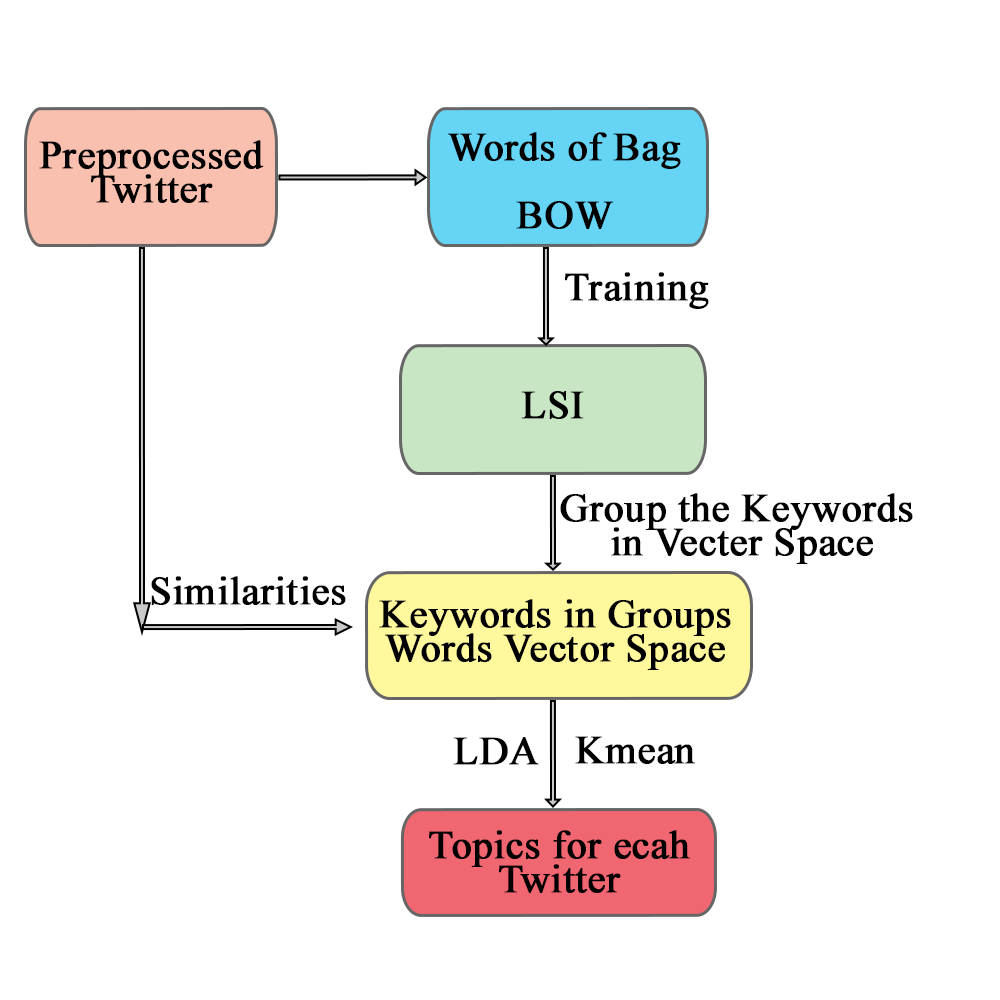 Preprocessed
Twitter
Words of Bag
BOW
Training
LSI
Group the Keywords
in Vecter Space
Similarities
Keywords in Groups
Words Vector Space
LDA
Kmean
Topics for ecah
Twitter